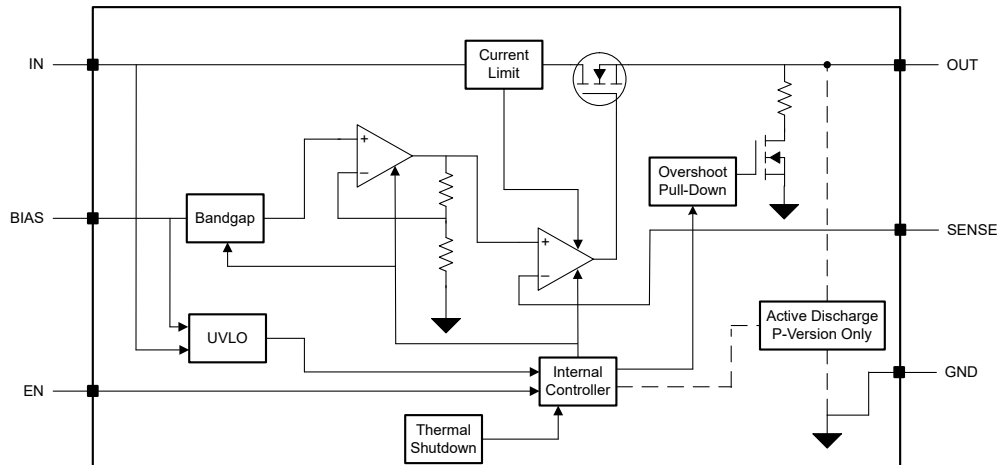 IN
Current
Limit
OUT
+
−
Overshoot
Pull-Down
BIAS
Bandgap
SENSE
+
−
UVLO
Active Discharge
P-Version Only
Internal
Controller
GND
EN
Thermal
Shutdown